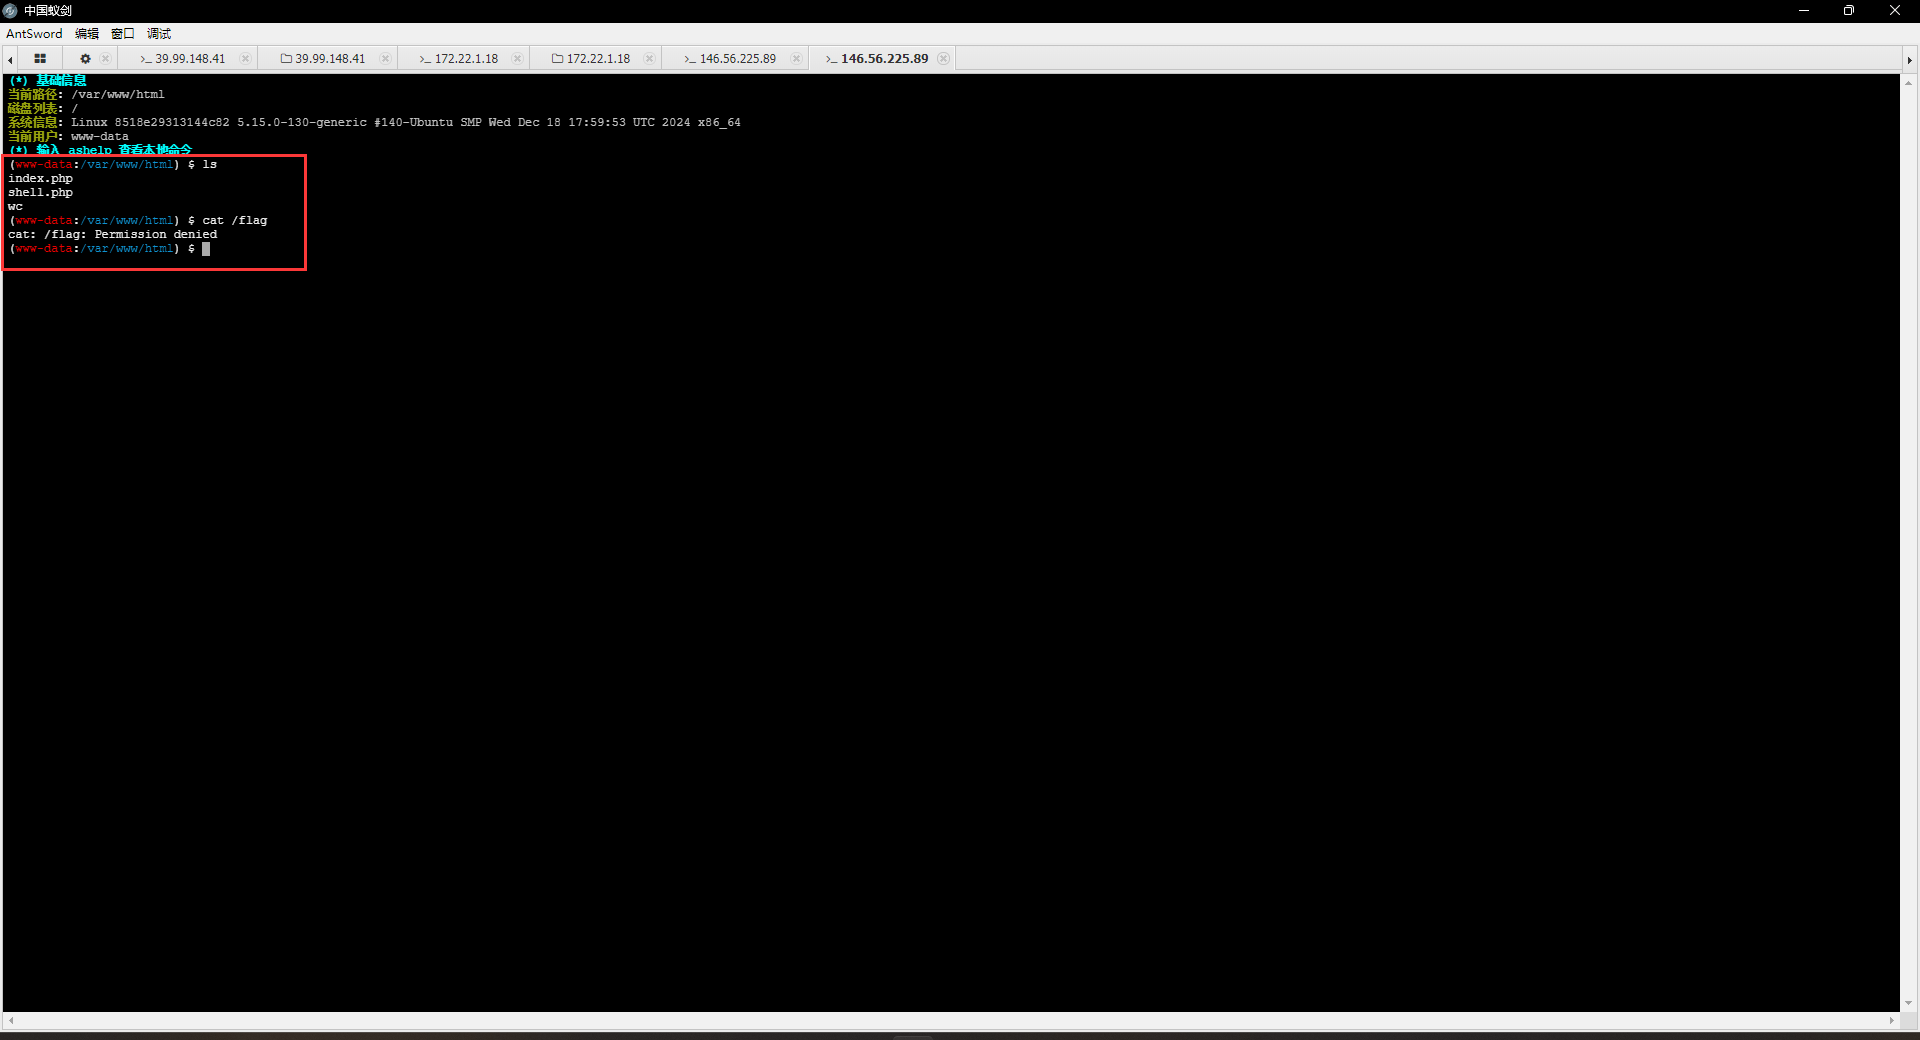 中国蚁剑
AntSword 编辑 窗口 调试
>_ 39.99.148.41 39.99.148.41 >_ 172.22.1.18 172.22.1.18 >_ 146.56.225.89 >_ 146.56.225.89
(*) 基础信息
当前路径: /var/www/html
磁盘列表: /
系统信息: Linux 8518e29313144c82 5.15.0-130-generic #140-Ubuntu SMP Wed Dec 18 17:59:53 UTC 2024 x86_64
当前用户: www-data
(*) 输入 ashelp 查看本地命令
(www-data:/var/www/html) $ ls
index.php
shell.php
wc
(www-data:/var/www/html) $ cat /flag
cat: /flag: Permission denied
(www-data:/var/www/html) $